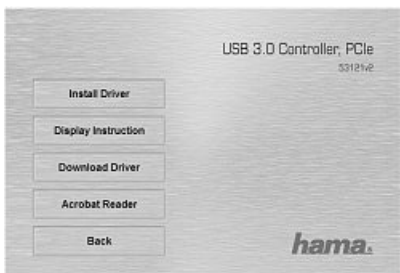 USB 3.0 Controller, PCIe
53121v2
Install Driver
Display Instruction
Download Driver
Acrobat Reader
Back
hama.